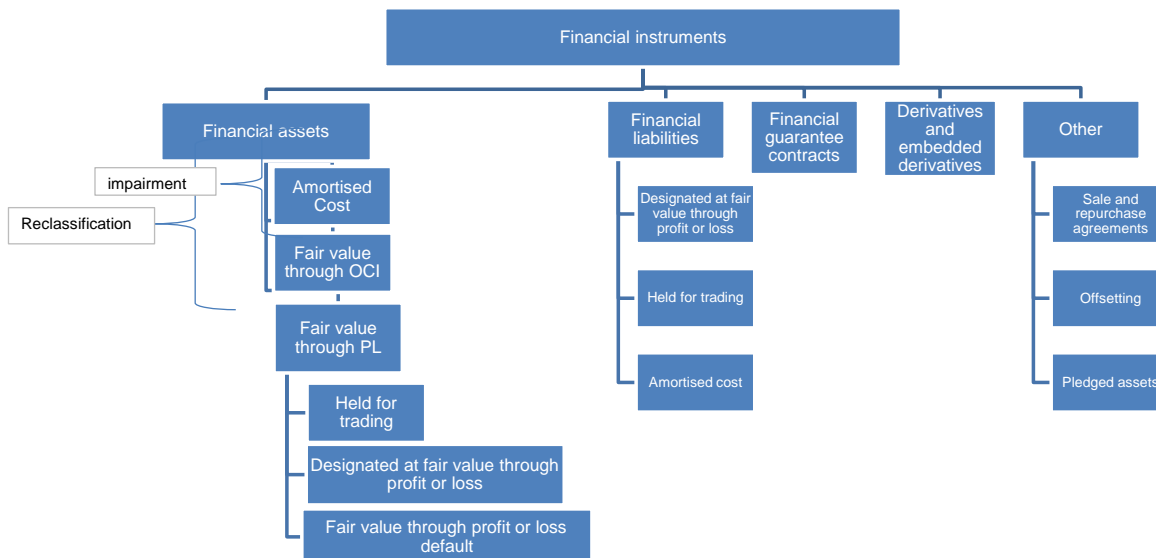 Financial instruments
Financial assets
Financial
liabilities
Financial
guarantee
contracts
Derivatives
and
embedded
derivatives
Other
impairment
Reclassification
Amortised
Cost
Fair value
through OCI
Fair value
through PL
Held for
trading
Designated at fair value through
profit or loss
Fair value through profit or loss
default
Designated at fair
value through
profit or loss
Held for trading
Amortised cost
Sale and
repurchase
agreements
Offsetting
Pledged assets